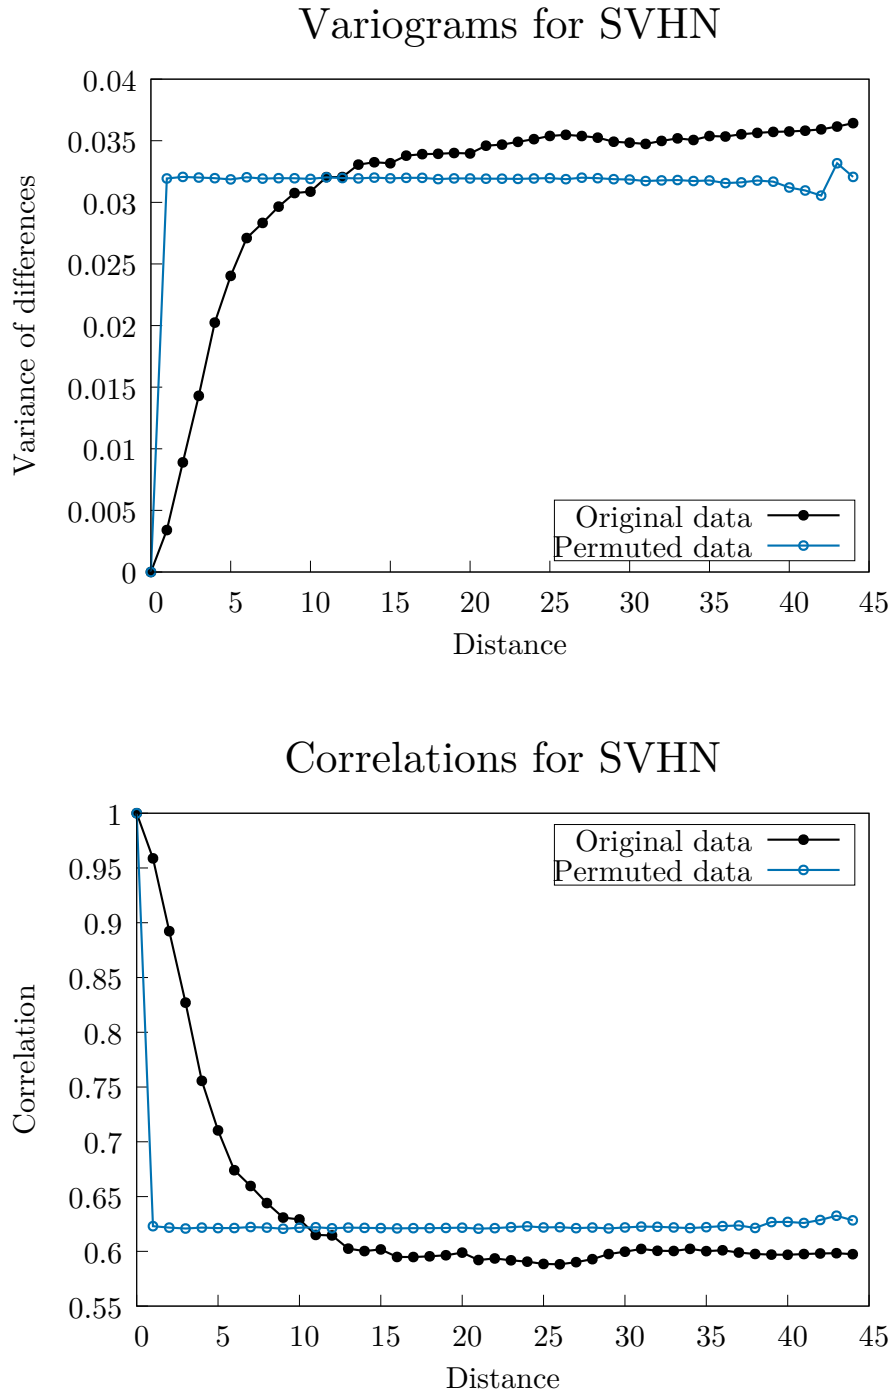 Variograms for SVHN
0.04
0.035
0.03
0.025
0.02
0.015
0.01
0.005
0
Variance of differences
Original data
Permuted data
0 5 10 15 20 25 30 35 40 45
Distance
Correlations for SVHN
1
0.95
0.9
0.85
0.8
0.75
0.7
0.65
0.6
0.55
Correlation
Original data
Permuted data
0 5 10 15 20 25 30 35 40 45
Distance